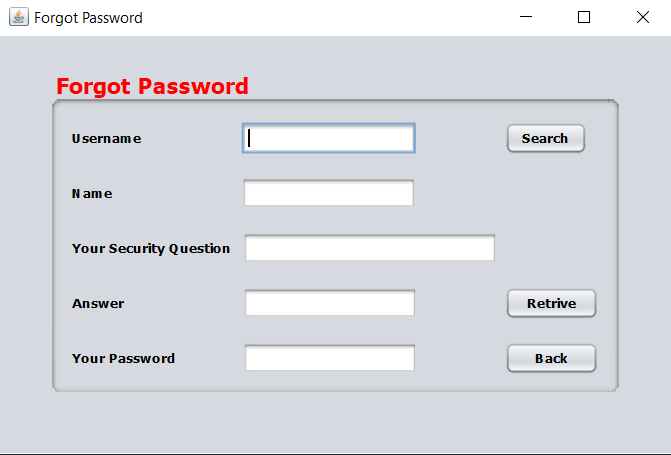 Forgot Password
Forgot Password
Username
Search
Name
Your Security Question
Answer
Retrive
Your Password
Back